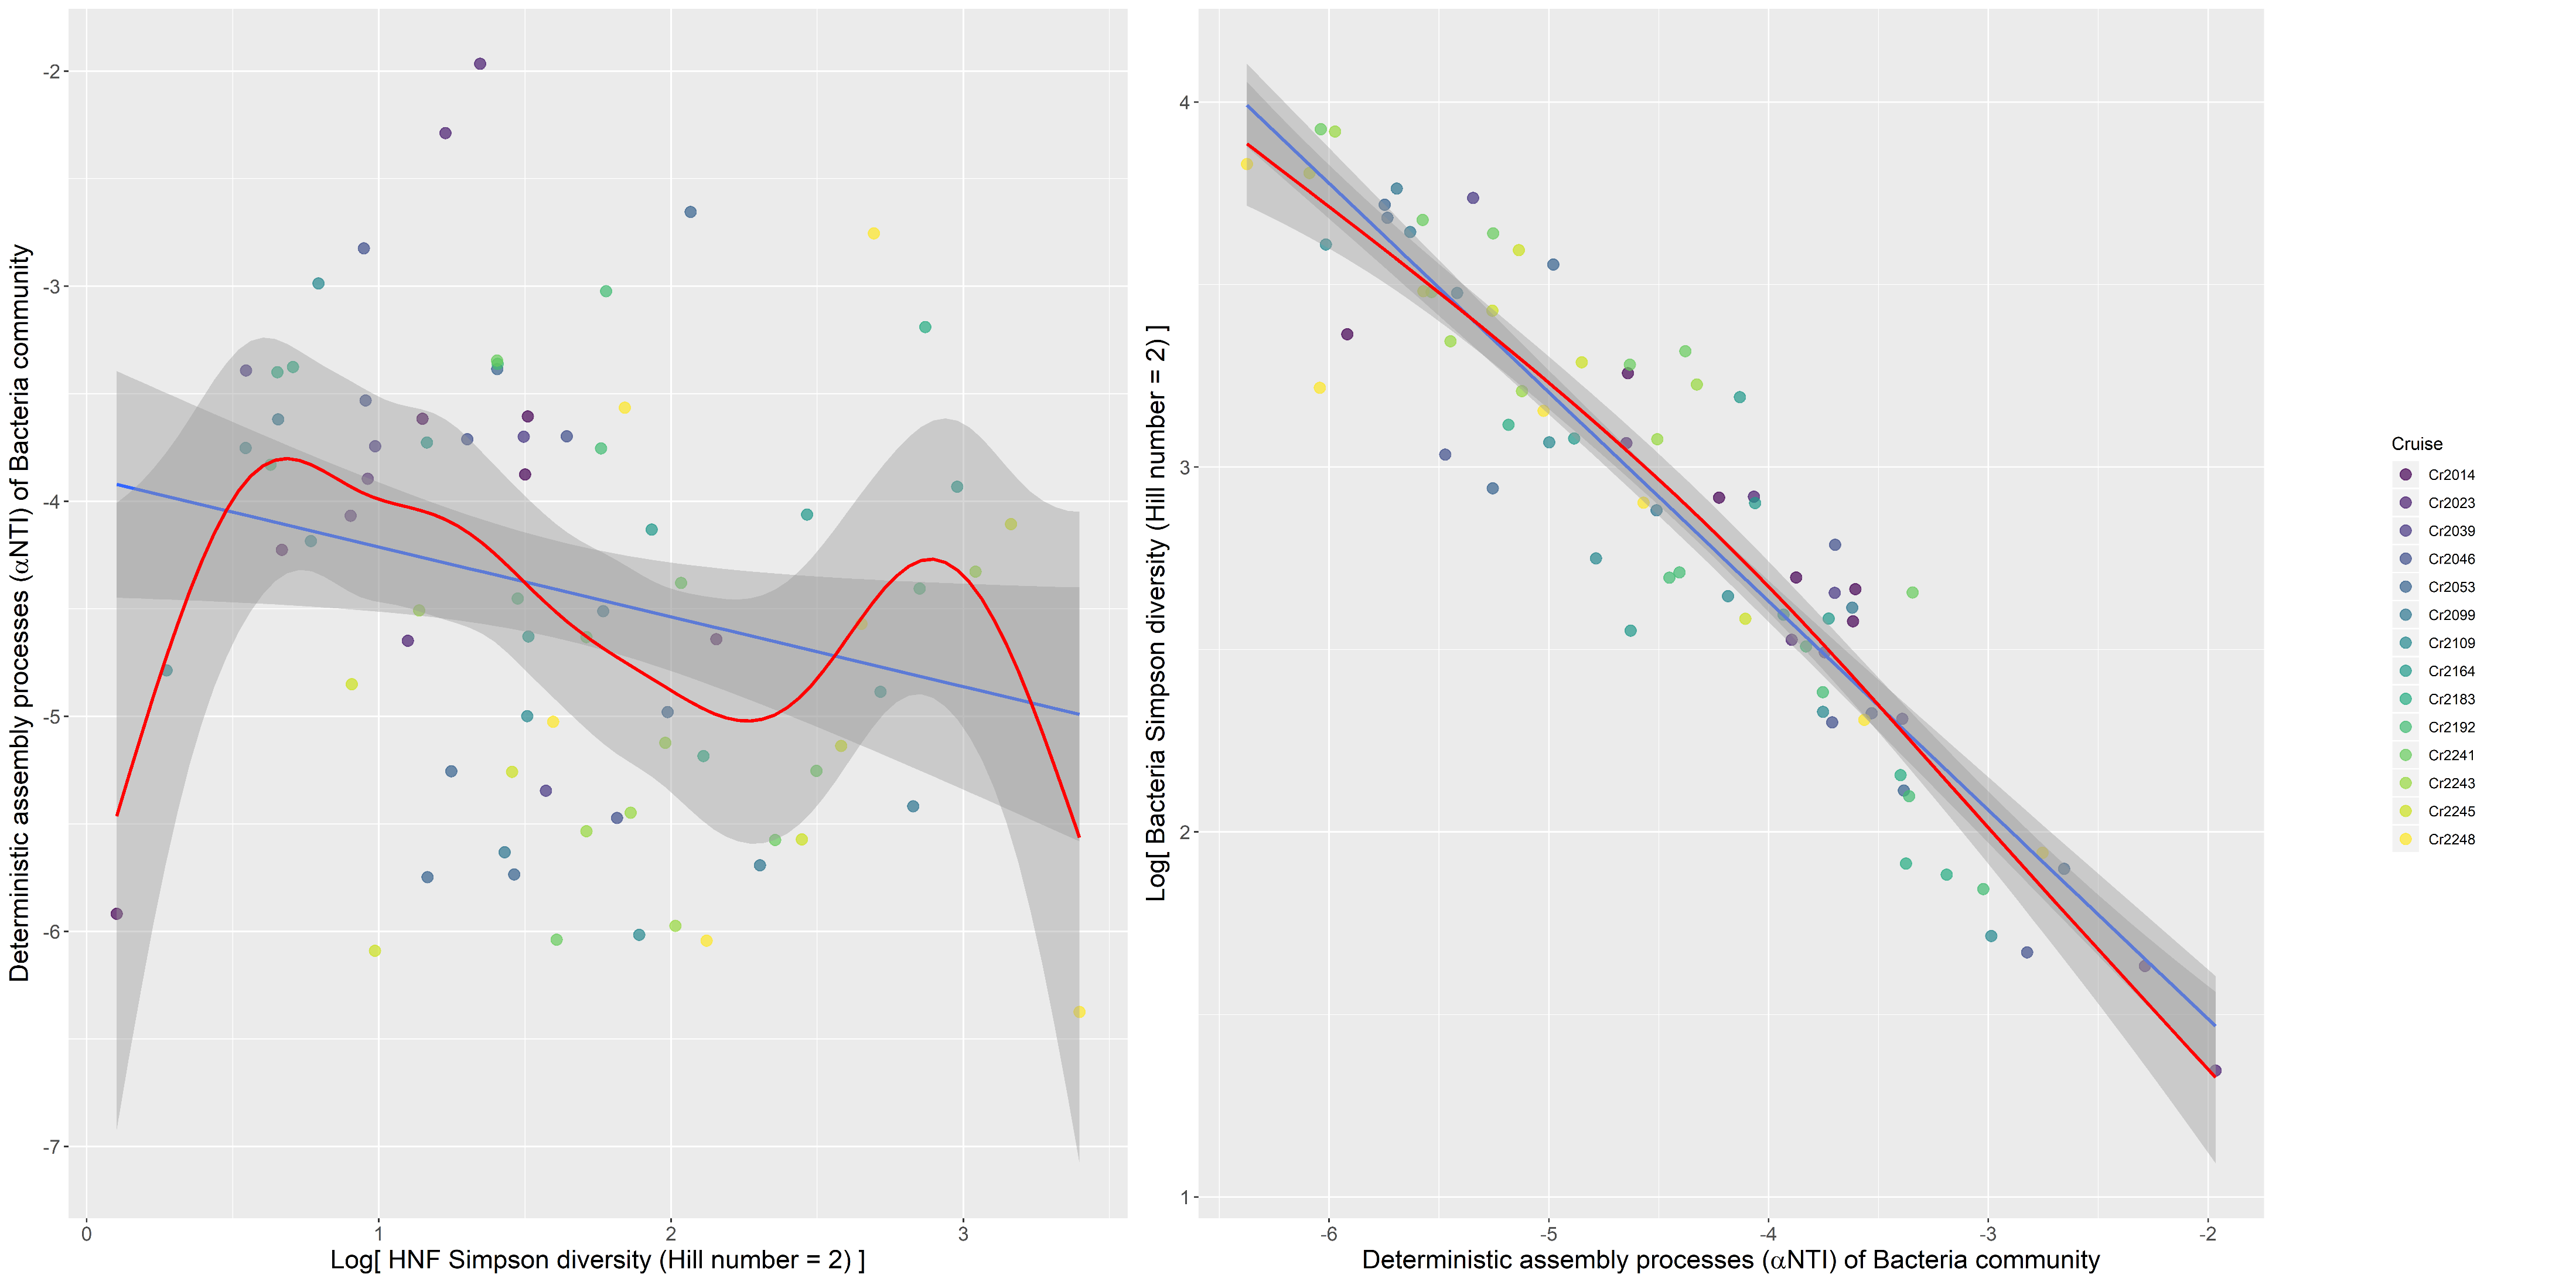 Deterministic assembly processes (αNTI) of Bacteria community
-2
-3
-4
-5
-6
-7
0 1 2 3
Log[ HNF Simpson diversity (Hill number = 2) ]
Log[ Bacteria Simpson diversity (Hill number = 2) ]
4
3
2
1
-6 -5 -4 -3 -2
Deterministic assembly processes (αNTI) of Bacteria community
Cruise
Cr2014
Cr2023
Cr2039
Cr2046
Cr2053
Cr2099
Cr2109
Cr2164
Cr2183
Cr2192
Cr2241
Cr2243
Cr2245
Cr2248